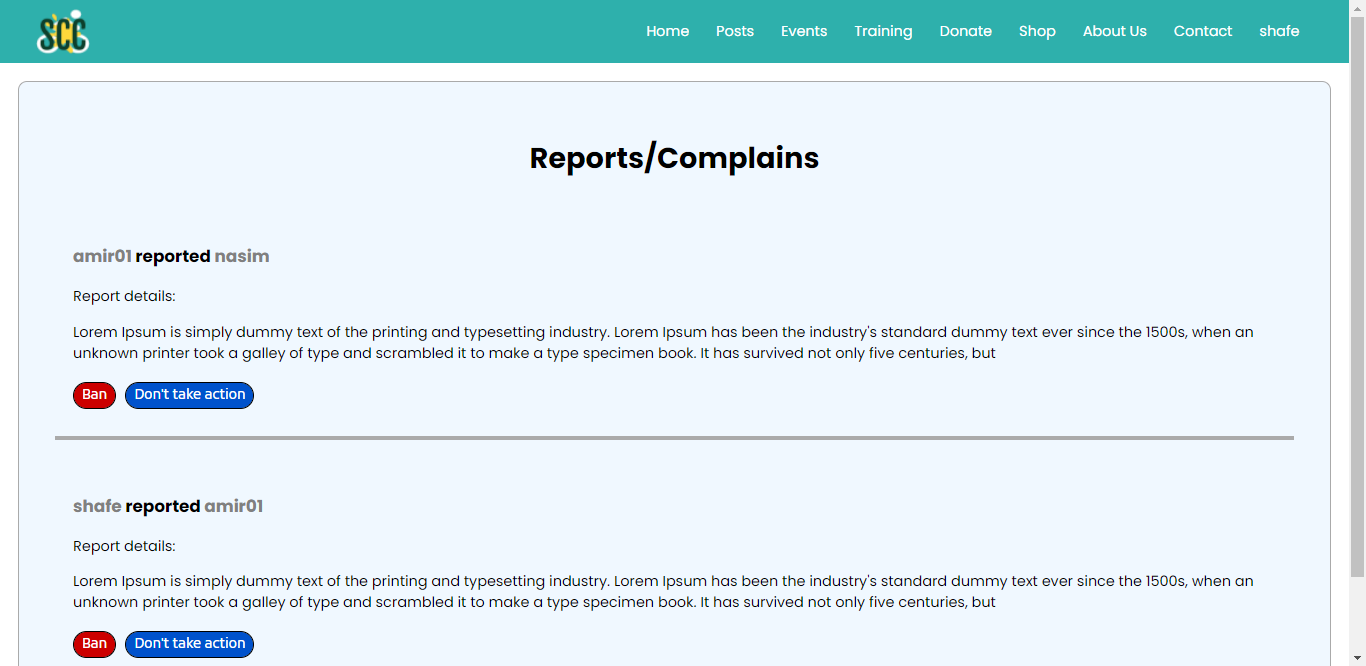 SCC
Home Posts Events Training Donate Shop About Us Contact shafe
Reports/Complains
amir01 reported nasim
Report details:
Lorem Ipsum is simply dummy text of the printing and typesetting industry. Lorem Ipsum has been the industry's standard dummy text ever since the 1500s, when an
unknown printer took a galley of type and scrambled it to make a type specimen book. It has survived not only five centuries, but
Ban Don't take action
shafe reported amir01
Report details:
Lorem Ipsum is simply dummy text of the printing and typesetting industry. Lorem Ipsum has been the industry's standard dummy text ever since the 1500s, when an
unknown printer took a galley of type and scrambled it to make a type specimen book. It has survived not only five centuries, but
Ban Don't take action